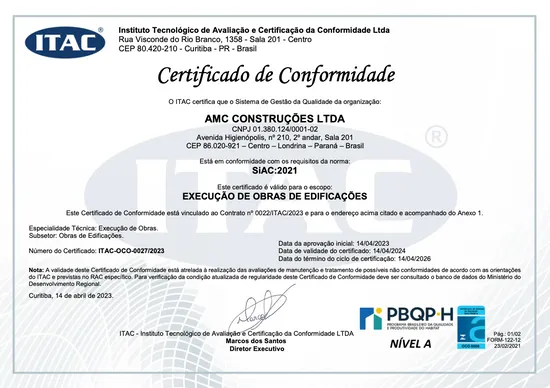 ITAC ®
Instituto Tecnológico de Avaliação e Certificação da Conformidade Ltda
Rua Visconde do Rio Branco, 1358 - Sala 201 - Centro
CEP 80.420-210 - Curitiba - PR - Brasil
Certificado de Conformidade
O ITAC certifica que o Sistema de Gestão da Qualidade da organização:
AMC CONSTRUÇÕES LTDA
CNPJ 01.380.124/0001-02
Avenida Higienópolis, nº 210, 2º andar, Sala 201
CEP 86.020-921 – Centro – Londrina – Paraná – Brasil
Está em conformidade com os requisitos da norma:
SiAC:2021
Este certificado é válido para o escopo:
EXECUÇÃO DE OBRAS DE EDIFICAÇÕES
Este Certificado de Conformidade está vinculado ao Contrato nº 0022/ITAC/2023 e para o endereço acima citado e acompanhado do Anexo 1.
Especialidade Técnica: Execução de Obras.
Subsetor: Obras de Edificações.
Número do Certificado: ITAC-OCO-0027/2023
Data da aprovação inicial: 14/04/2023
Data de validade do certificado: 14/04/2024
Data do término do ciclo de certificação: 14/04/2026
Nota: A validade deste Certificado de Conformidade está atrelada à realização das avaliações de manutenção e tratamento de possíveis não conformidades de acordo com as orientações
do ITAC e previstas no RAC específico. Para verificação da condição atualizada de regularidade deste Certificado de Conformidade deve ser consultado o banco de dados do Ministério do
Desenvolvimento Regional.
Curitiba, 14 de abril de 2023.
ITAC - Instituto Tecnológico de Avaliação e Certificação da Conformidade LTDA
Marcos dos Santos
Diretor Executivo
PBQP-H
PROGRAMA BRASILEIRO DA QUALIDADE
E PRODUTIVIDADE DO HABITAT
NÍVEL A
Pág.: 01/02
FORM-122-12
23/02/2021